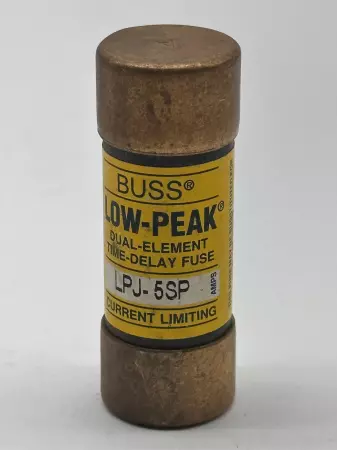 BUSS®
LOW-PEAK®
DUAL-ELEMENT
TIME-DELAY FUSE
LPJ-5SP AMPS
CURRENT LIMITING